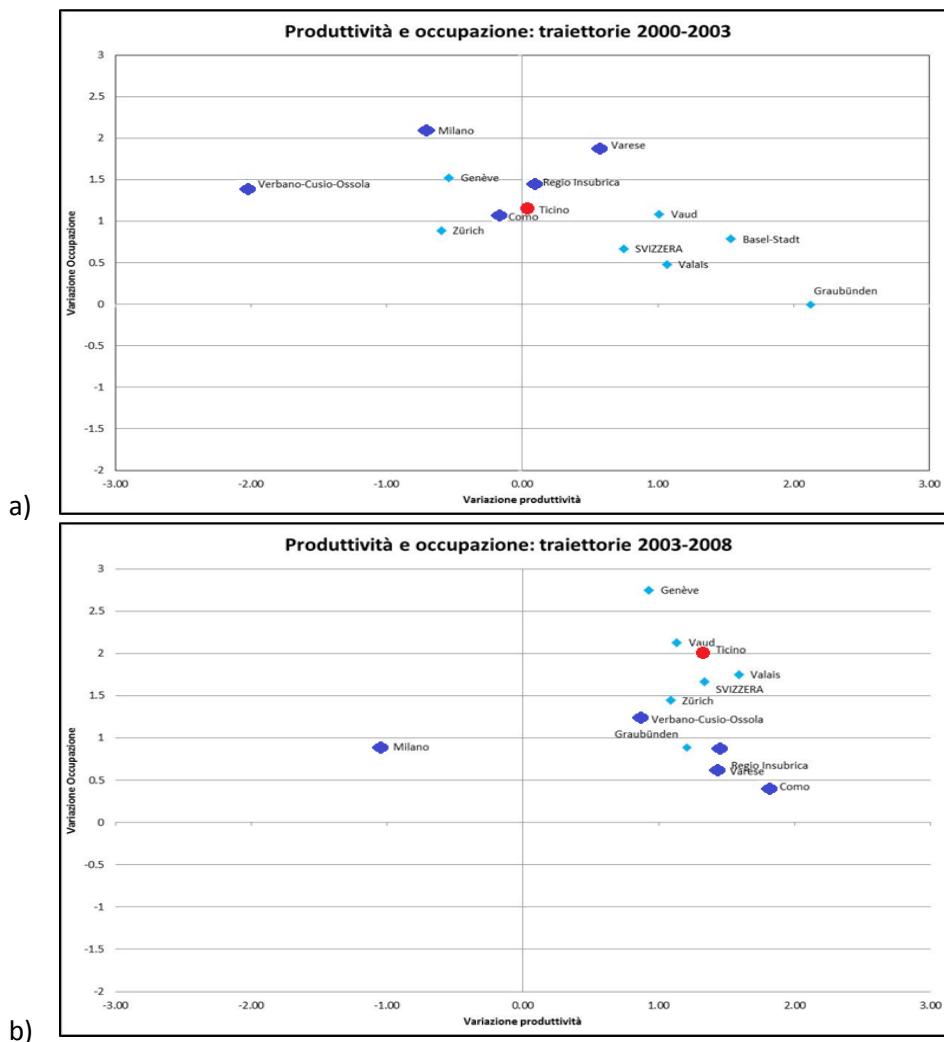 Produttività e occupazione: traiettorie 2000-2003
3
2.5
2
1.5
1
0.5
0
-0.5
-1
-1.5
-2
Variazione Occupazione
Milano
Varese
Genève
Verbano-Cusio-Ossola
Regio Insubrica
Ticino
Como
Vaud
Zürich
Basel-Stadt
SVIZZERA
Valais
Graubünden
-3.00 -2.00 -1.00 0.00 1.00 2.00 3.00
Variazione produttività
a)
Produttività e occupazione: traiettorie 2003-2008
3
2.5
2
1.5
1
0.5
0
-0.5
-1
-1.5
-2
Variazione Occupazione
Genève
Vaud
Ticino
Valais
SVIZZERA
Zürich
Verbano-Cusio-Ossola
Graubünden
Milano
Regio Insubrica
Varese
Como
-3.00 -2.00 -1.00 0.00 1.00 2.00 3.00
Variazione produttività
b)